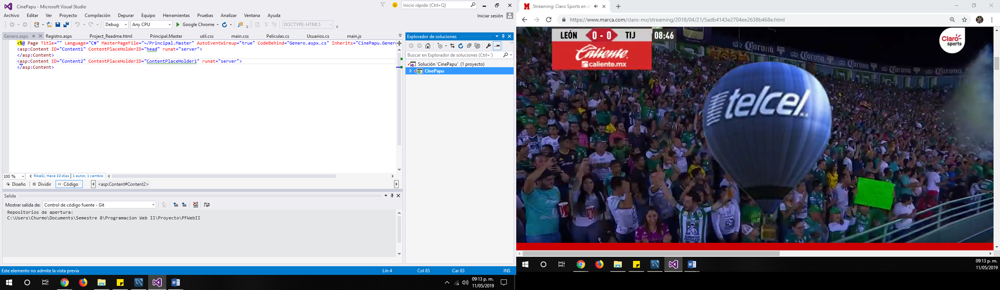 CinePapu - Microsoft Visual Studio
Inicio rápido (Ctrl+Q)
Archivo Editar Ver Proyecto Compilación Depurar Equipo Herramientas Pruebas Analizar Ventana Ayuda
Iniciar sesión
Debug Any CPU Google Chrome DOCTYPE: HTML5
Genero.aspx Registro.aspx Project_Readme.html Principal.Master util.css main.css Peliculas.cs Usuarios.cs main.js
<%@ Page Title="" Language="C#" MasterPageFile="~/Principal.Master" AutoEventWireup="true" CodeBehind="Genero.aspx.cs" Inherits="CinePapu.Genero
<asp:Content ID="Content1" ContentPlaceHolderID="head" runat="server">
</asp:Content>
<asp:Content ID="Content2" ContentPlaceHolderID="ContentPlaceHolder1" runat="server">
</asp:Content>
100 % RikaSJ, Hace 10 días | 1 autor, 1 cambio
Diseño Dividir Código <asp:Content#Content2>
Salida
Mostrar salida de: Control de código fuente - Git
Repositorios de apertura:
C:\Users\Churmo\Documents\Semestre 8\Programacion Web II\Proyecto\PFWebII
Explorador de soluciones
Buscar en Explorador de soluciones (Ctrl+´)
Solución 'CinePapu' (1 proyecto)
CinePapu
Este elemento no admite la vista previa Lín 4 Col 83 Car 83 INS
09:13 p. m.
11/05/2019
Streaming: Claro Sports en d
https://www.marca.com/claro-mx/streaming/2018/04/21/5adb4143e2704ee2638b468e.html
LEÓN 0 - 0 TIJ 08:46
Caliente
caliente.mx
Claro
sports
Corona Corona Corona Corona Corona
telcel
09:13 p. m.
11/05/2019